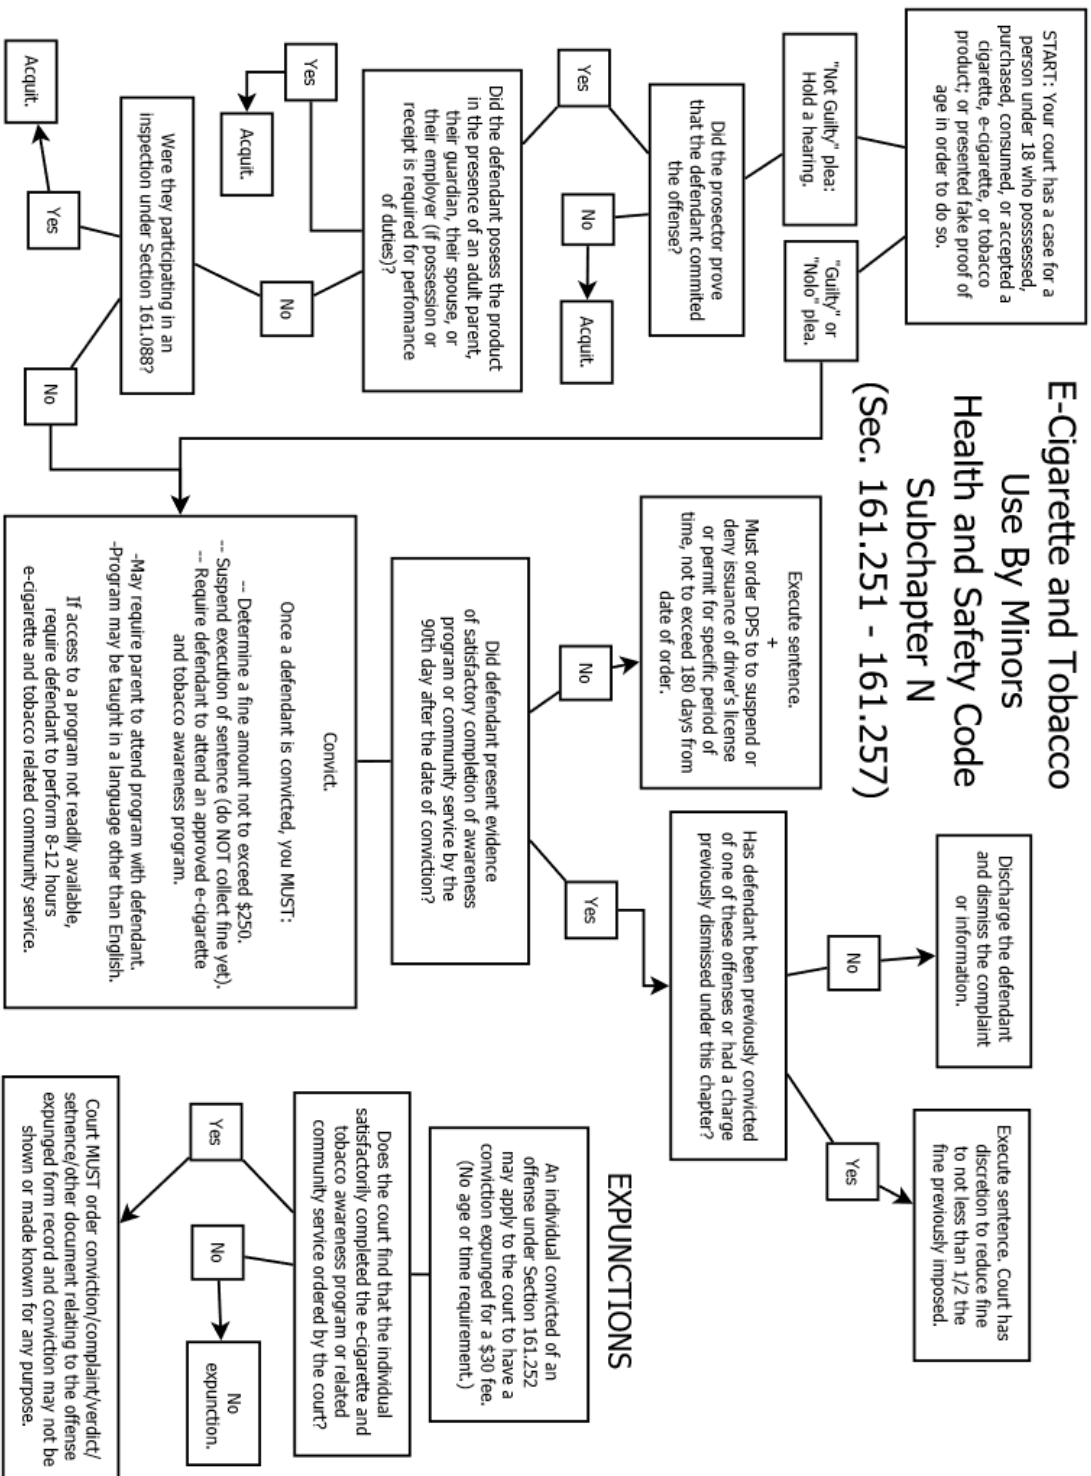 E-Cigarette and Tobacco
Use By Minors
Health and Safety Code
Subchapter N
(Sec. 161.251 - 161.257)
START: Your court has a case for a
person under 18 who possessed,
purchased, consumed, or accepted a
cigarette, e-cigarette, or tobacco
product; or presented fake proof of
age in order to do so.
"Not Guilty" plea:
Hold a hearing.
"Guilty" or
"Nolo" plea.
Did the prosector prove
that the defendant commited
the offense?
Yes
No
Acquit.
Did the defendant posess the product
in the presence of an adult parent,
their guardian, their spouse, or
their employer (if possession or
receipt is required for perfomance
of duties)?
Yes
Acquit.
No
Were they participating in an
inspection under Section 161.088?
Yes
Acquit.
No
Convict.
Once a defendant is convicted, you MUST:
-- Determine a fine amount not to exceed $250.
-- Suspend execution of sentence (do NOT collect fine yet).
-- Require defendant to attend an approved e-cigarette
and tobacco awareness program.
-May require parent to attend program with defendant.
-Program may be taught in a language other than English.
If access to a program not readily available,
require defendant to perform 8-12 hours
e-cigarette and tobacco related community service.
Did defendant present evidence
of satisfactory completion of awareness
program or community service by the
90th day after the date of conviction?
No
Execute sentence.
+
Must order DPS to to suspend or
deny issuance of driver's license
or permit for specific period of
time, not to exceed 180 days from
date of order.
Yes
Has defendant been previously convicted
of one of these offenses or had a charge
previously dismissed under this chapter?
No
Discharge the defendant
and dismiss the complaint
or information.
Yes
Execute sentence. Court has
discretion to reduce fine
to not less than 1/2 the
fine previously imposed.
EXPUNCTIONS
An individual convicted of an
offense under Section 161.252
may apply to the court to have a
conviction expunged for a $30 fee.
(No age or time requirement.)
Does the court find that the individual
satisfactorily completed the e-cigarette and
tobacco awareness program or related
community service ordered by the court?
Yes
No
No
expunction.
Court MUST order conviction/complaint/verdict/
setnence/other document relating to the offense
expunged form record and conviction may not be
shown or made known for any purpose.